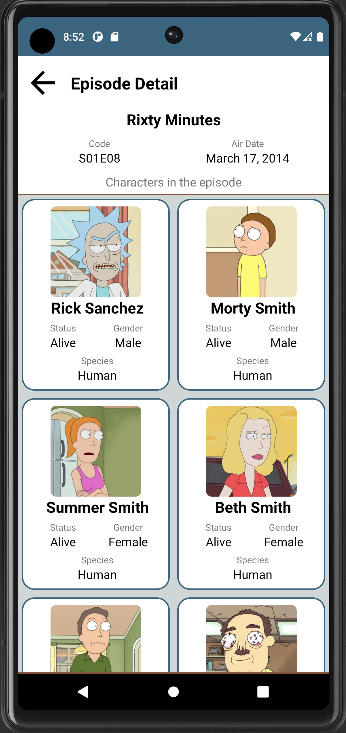 8:52
Episode Detail
Rixty Minutes
Code Air Date
S01E08 March 17, 2014
Characters in the episode
Rick Sanchez Morty Smith
Status Gender Status Gender
Alive Male Alive Male
Species Species
Human Human
Summer Smith Beth Smith
Status Gender Status Gender
Alive Female Alive Female
Species Species
Human Human